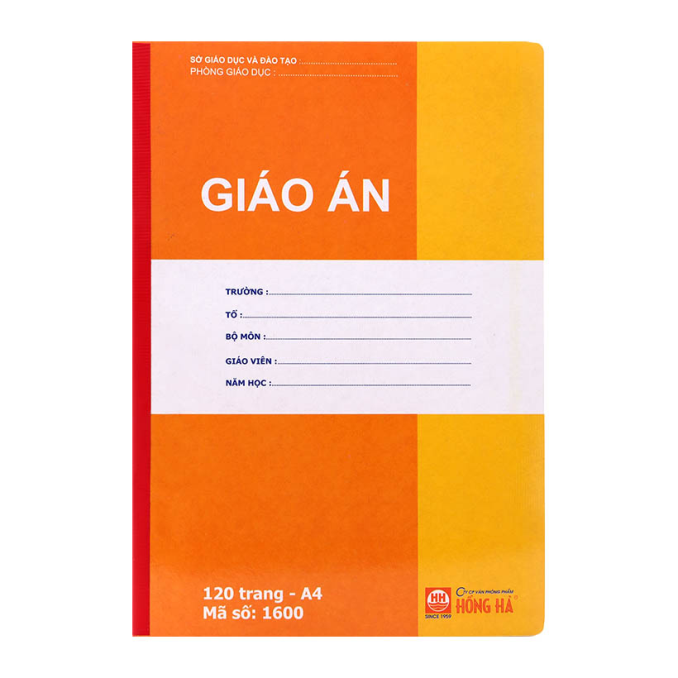 SỞ GIÁO DỤC VÀ ĐÀO TẠO ........................
PHÒNG GIÁO DỤC : ........................
GIÁO ÁN
TRƯỜNG :........................
TỔ :........................
BỘ MÔN :........................
GIÁO VIÊN :........................
NĂM HỌC :........................
120 trang - A4
Mã số: 1600
HH
SINCE 1959
CTY CP VĂN PHÒNG PHẨM
HỒNG HÀ®